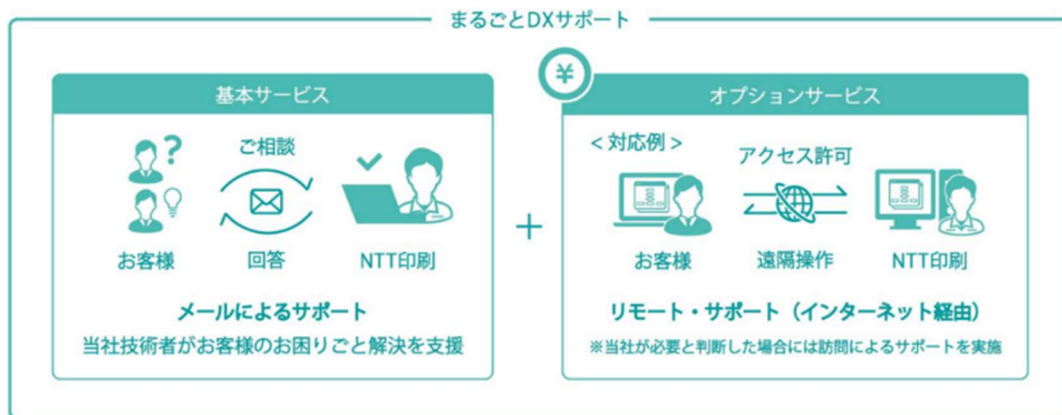 まるごとDXサポート
基本サービス
?
ご相談
お客様
回答
NTT印刷
メールによるサポート
当社技術者がお客様のお困りごと解決を支援
+
¥
オプションサービス
＜対応例＞
アクセス許可
お客様
遠隔操作
NTT印刷
リモート・サポート（インターネット経由）
※当社が必要と判断した場合には訪問によるサポートを実施